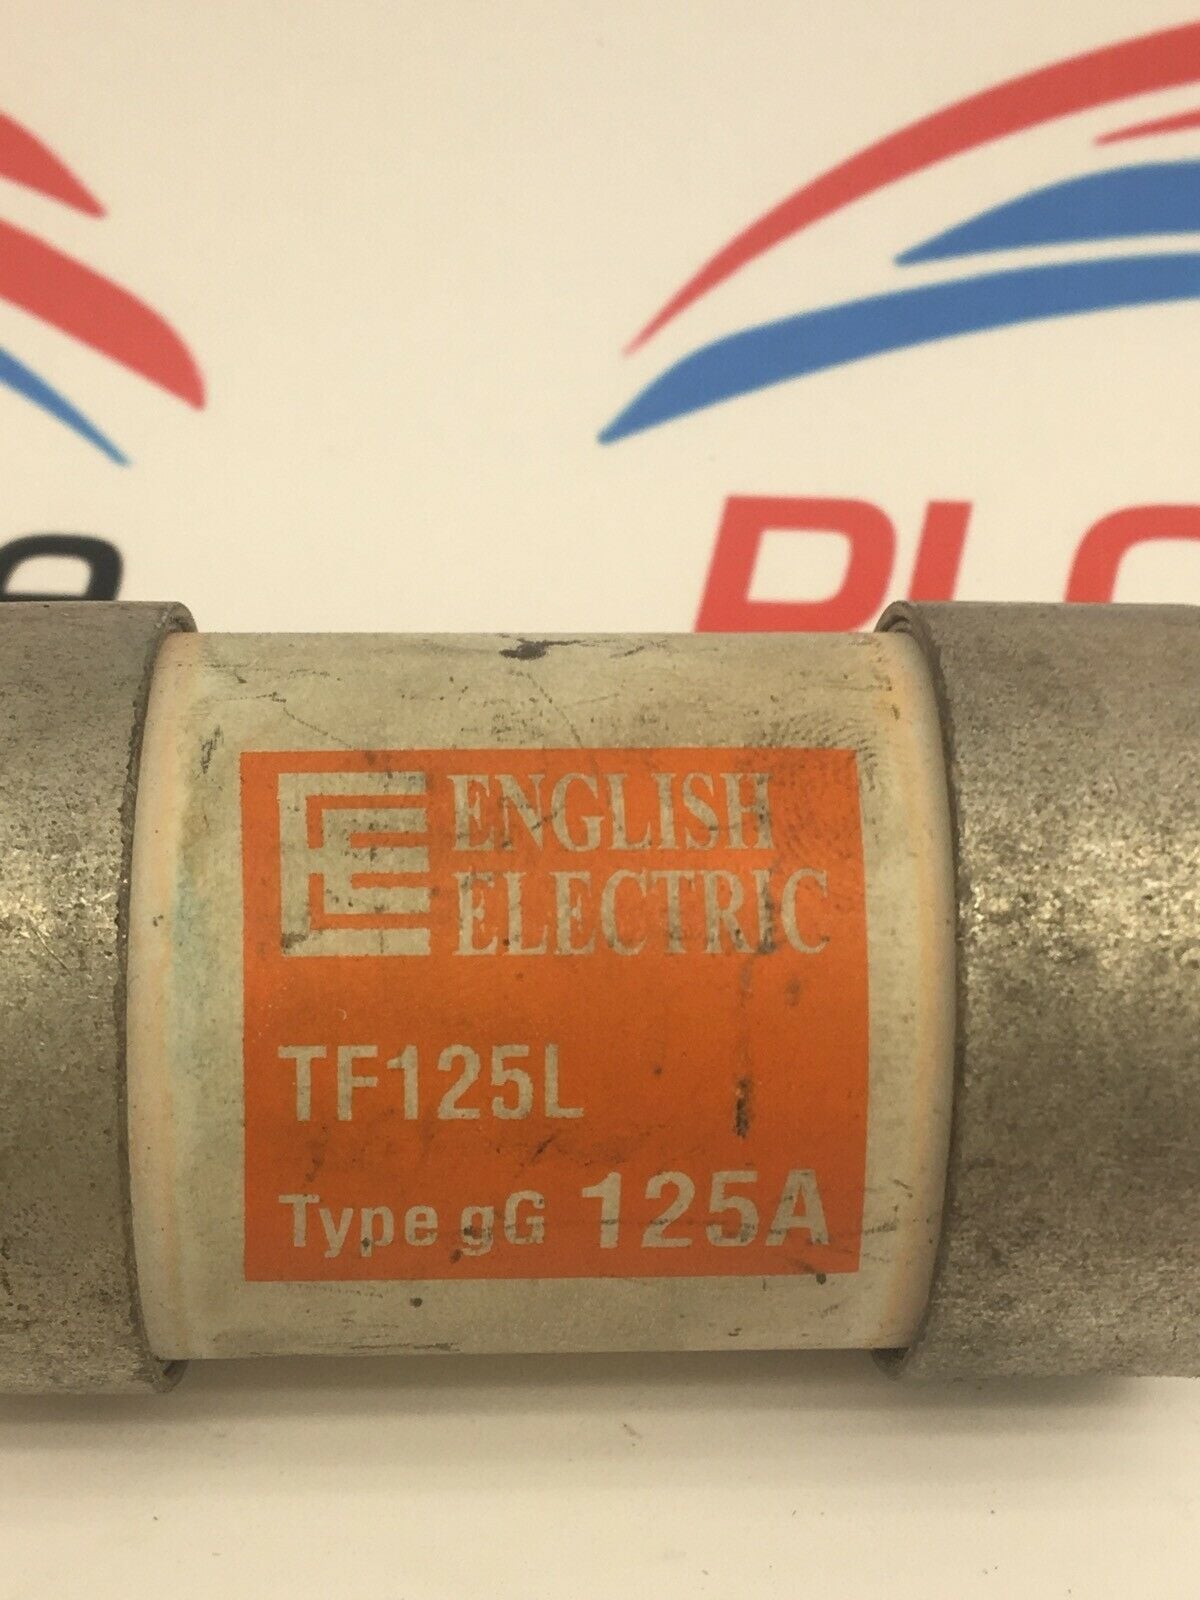 ENGLISH
ELECTRIC
TF125L
Type gG 125A